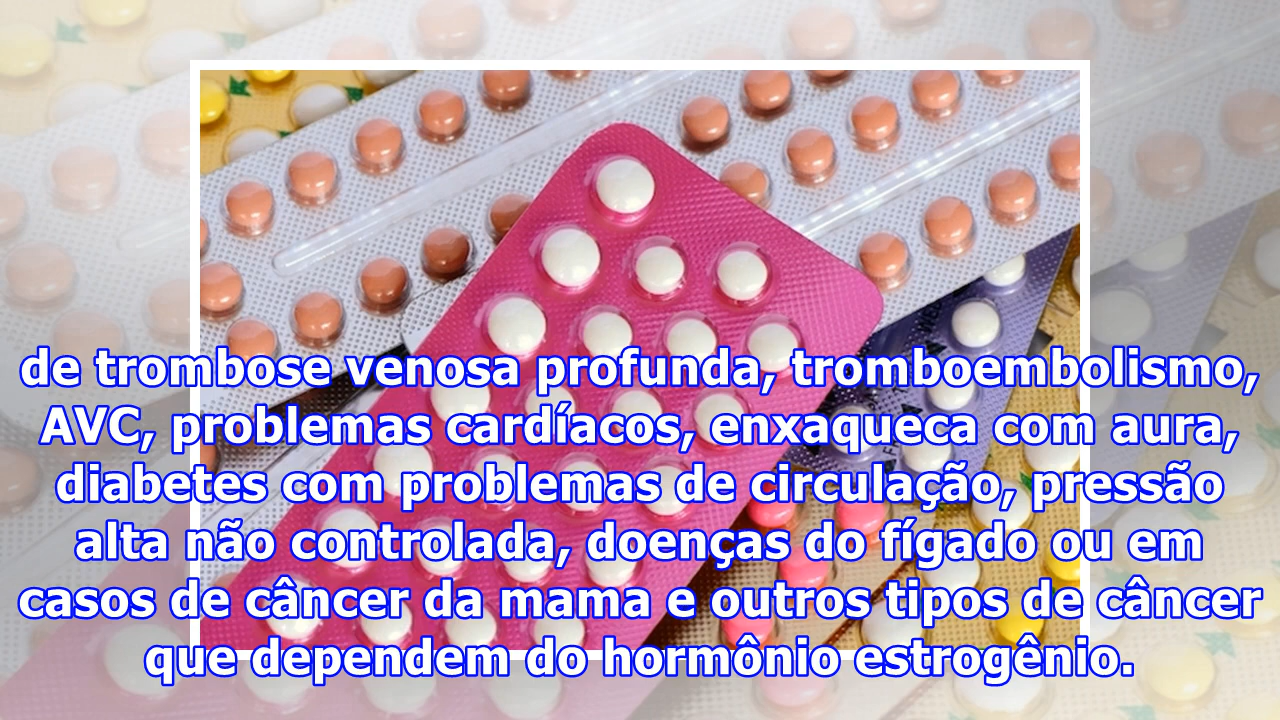 de trombose venosa profunda, tromboembolismo,
AVC, problemas cardíacos, enxaqueca com aura,
diabetes com problemas de circulação, pressão
alta não controlada, doenças do fígado ou em
casos de câncer da mama e outros tipos de câncer
que dependem do hormônio estrogênio.